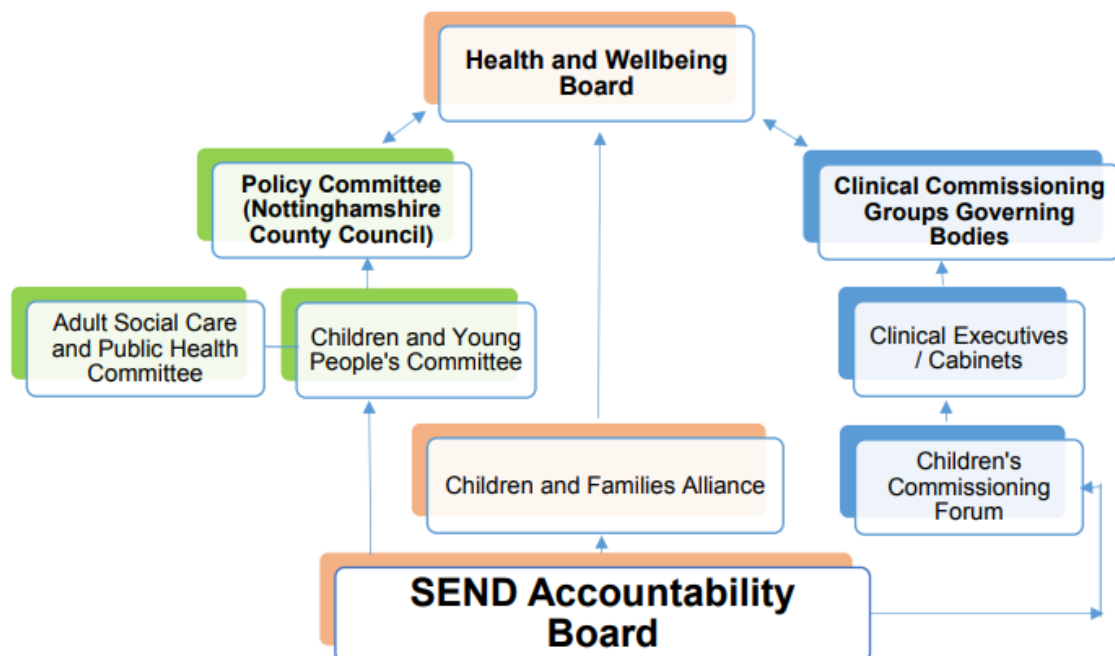 Health and Wellbeing
Board
Policy Committee
(Nottinghamshire
County Council)
Clinical Commissioning
Groups Governing
Bodies
Adult Social Care
and Public Health
Committee
Children and Young
People's Committee
Clinical Executives
/ Cabinets
Children and Families Alliance
Children's
Commissioning
Forum
SEND Accountability
Board